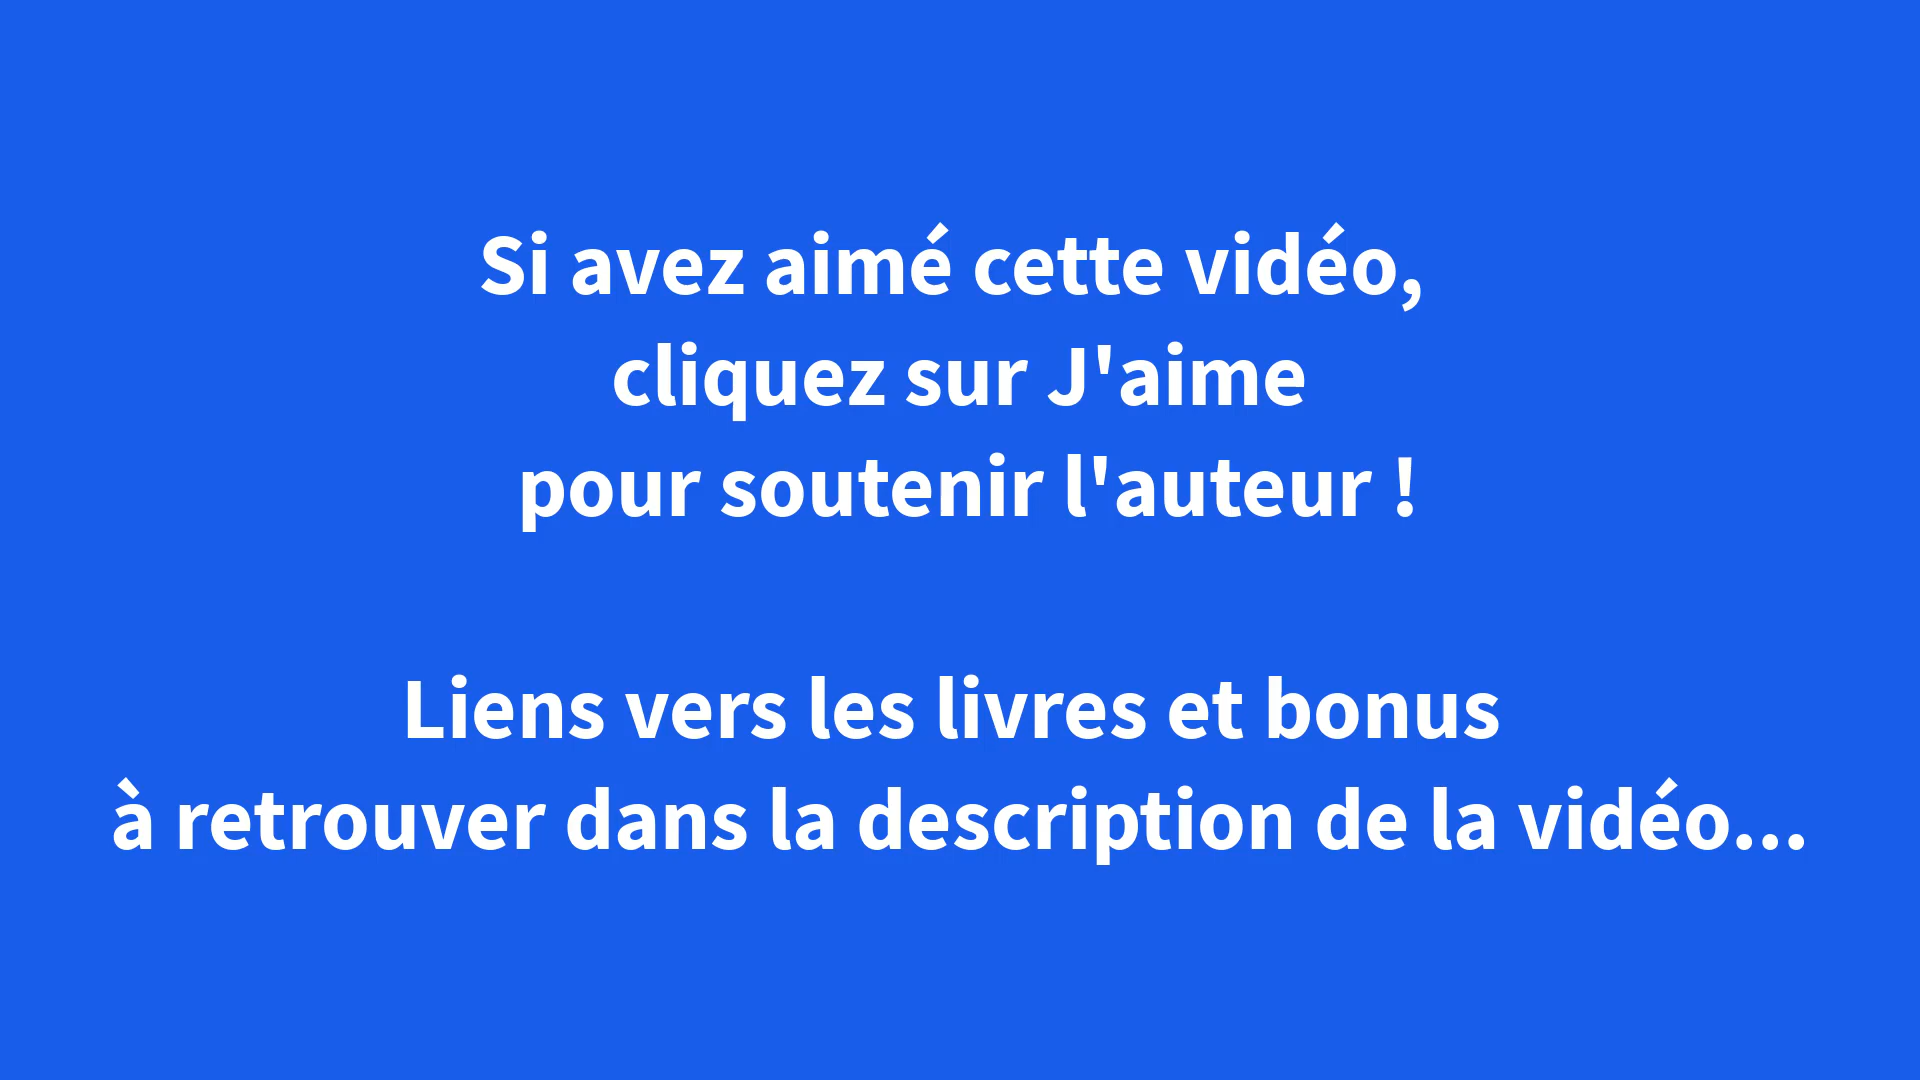 Si avez aimé cette vidéo,
cliquez sur J'aime
pour soutenir l'auteur !
Liens vers les livres et bonus
à retrouver dans la description de la vidéo...